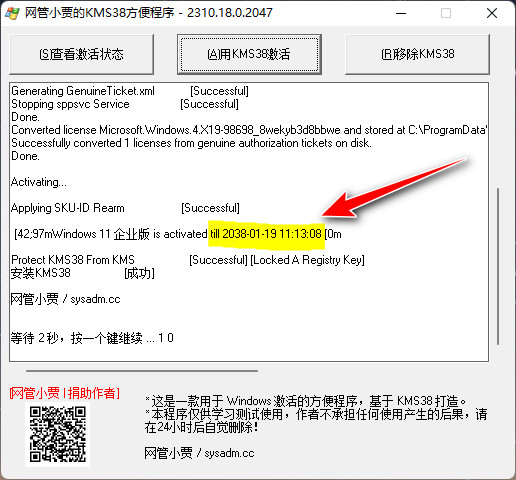 网管小贾的KMS38方便程序 - 2310.18.0.2047
(S)查看激活状态
(A)用KMS38激活
(R)移除KMS38
Generating GenuineTicket.xml [Successful]
Stopping sppsvc Service [Successful]
Done.
Converted license Microsoft.Windows.4.X19-98698_8wekyb3d8bbwe and stored at C:\ProgramData\
Successfully converted 1 licenses from genuine authorization tickets on disk.
Done.
Activating...
Applying SKU-ID Rearm [Successful]
[42;97mWindows 11 企业版 is activated till 2038-01-19 11:13:08 [0m
Protect KMS38 From KMS [Successful] [Locked A Registry Key]
安装KMS38 [成功]
网管小贾 / sysadm.cc
等待 2 秒，按一个键继续 ... 1 0
[网管小贾 | 捐助作者]
*这是一款用于 Windows 激活的方便程序，基于 KMS38 打造。
*本程序仅供学习测试使用，作者不承担任何使用产生的后果，请
在24小时后自觉删除！
网管小贾 / sysadm.cc